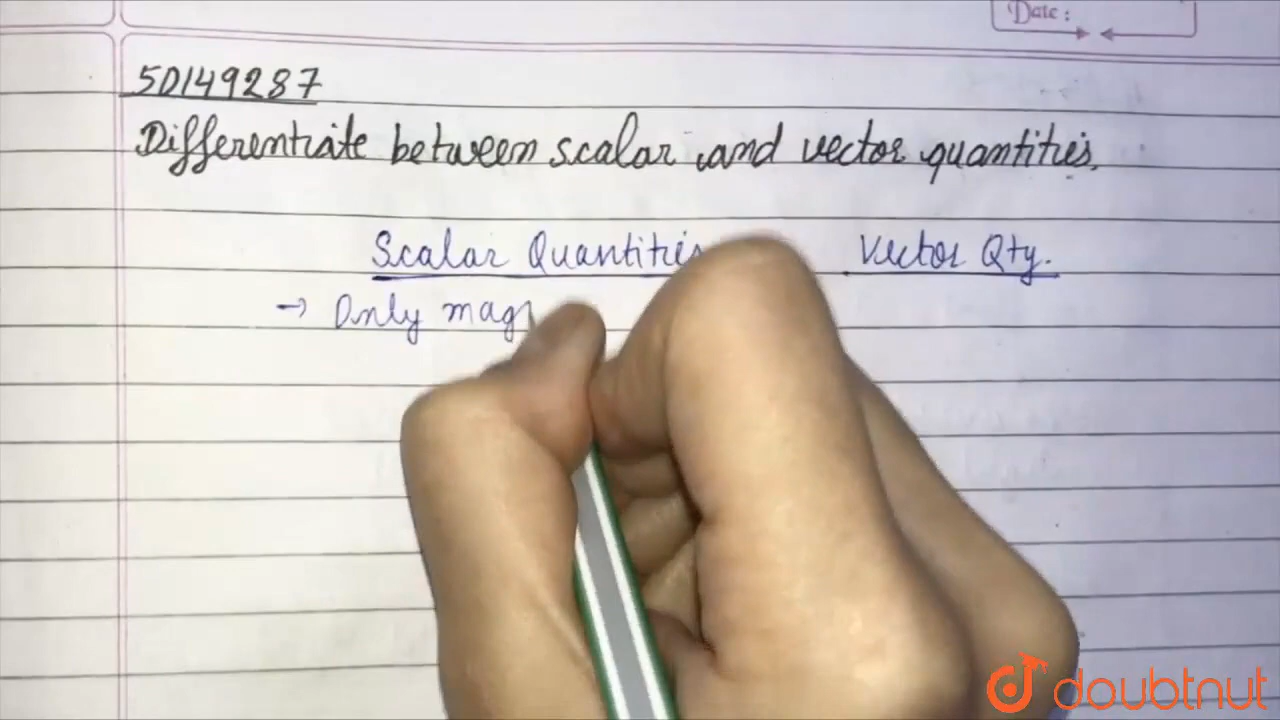 Date :
50149287
Differentiate between scalar and vector quantities.
Scalar Quantities Vector Qty.
→ Only mag
doubtnut